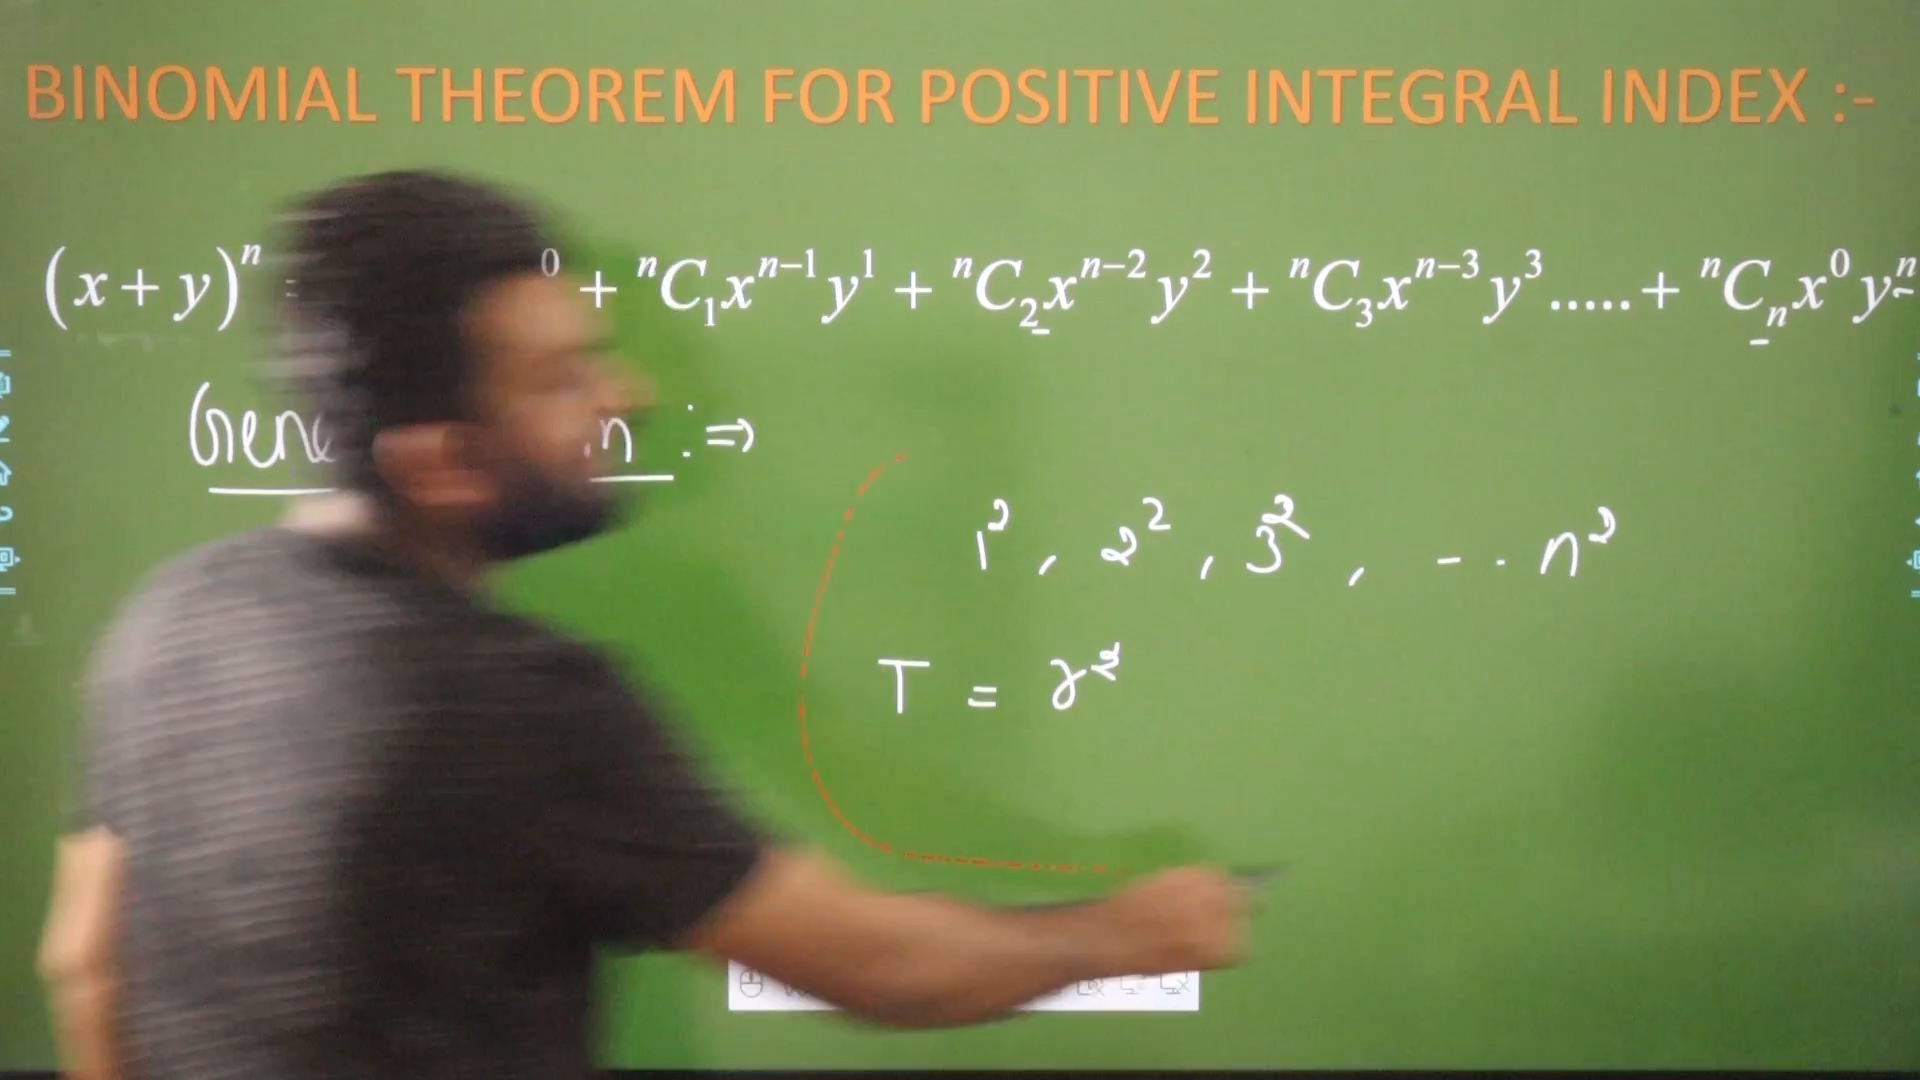 BINOMIAL THEOREM FOR POSITIVE INTEGRAL INDEX :-
(x+y)ⁿ = ⁰ + ⁿC₁xⁿ⁻¹y¹ + ⁿC₂xⁿ⁻²y² + ⁿC₃xⁿ⁻³y³.....+ ⁿCₙx⁰yⁿ
:⇒
1², 2², 3², -.. n²
T = r²